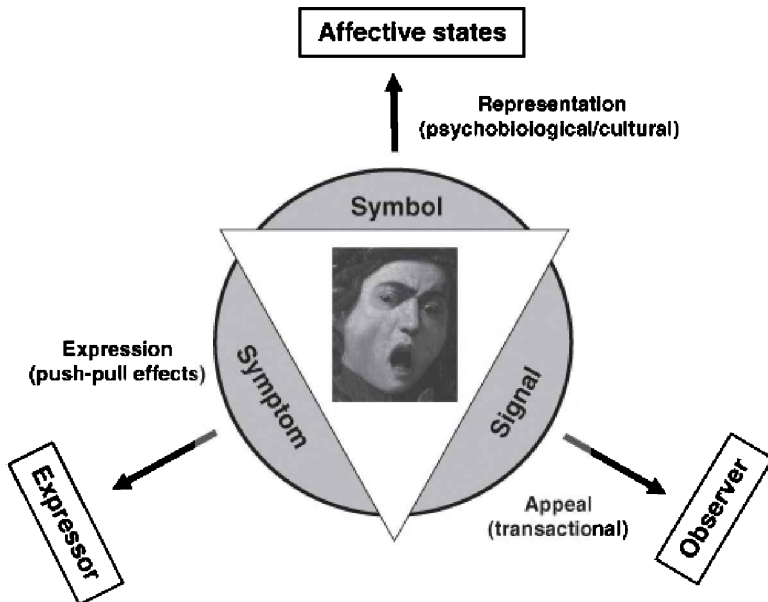 Affective states
Representation
(psychobiological/cultural)
Symbol
Expression
(push-pull effects)
Symptom
Signal
Expressor
Appeal
(transactional)
Observer